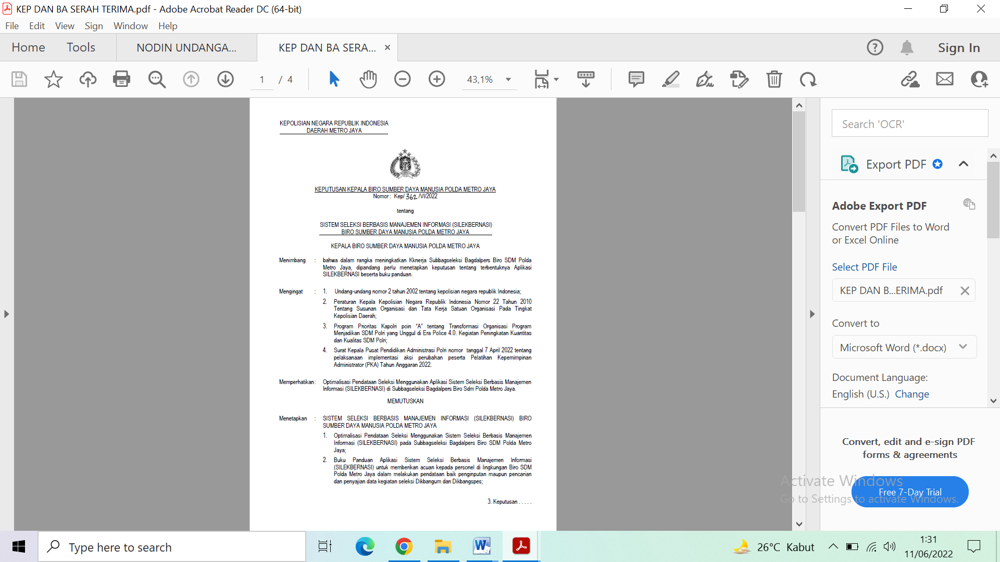 KEP DAN BA SERAH TERIMA.pdf - Adobe Acrobat Reader DC (64-bit)
File Edit View Sign Window Help
Home Tools NODIN UNDANGA... KEP DAN BA SERA... Sign In
1 / 4 43,1%
KEPOLISIAN NEGARA REPUBLIK INDONESIA
DAERAH METRO JAYA
KEPUTUSAN KEPALA BIRO SUMBER DAYA MANUSIA POLDA METRO JAYA
Nomor : Kep/ 362 /VI/2022
tentang
SISTEM SELEKSI BERBASIS MANAJEMEN INFORMASI (SILEKBERNASI)
BIRO SUMBER DAYA MANUSIA POLDA METRO JAYA
KEPALA BIRO SUMBER DAYA MANUSIA POLDA METRO JAYA
Menimbang : bahwa dalam rangka meningkatkan Kknerja Subbagseleksi Bagdalpers Biro SDM Polda
Metro Jaya, dipandang perlu menetapkan keputusan tentang terbentuknya Aplikasi
SILEKBERNASI beserta buku panduan.
Mengingat : 1. Undang-undang nomor 2 tahun 2002 tentang kepolisian negara republik Indonesia;
2. Peraturan Kepala Kepolisian Negara Republik Indonesia Nomor 22 Tahun 2010
Tentang Susunan Organisasi dan Tata Kerja Satuan Organisasi Pada Tingkat
Kepolisian Daerah;
3. Program Prioritas Kapolri poin “A” tentang Transformasi Organisasi Program
Menjadikan SDM Polri yang Unggul di Era Police 4.0. Kegiatan Peningkatan Kuantitas
dan Kualitas SDM Polri;
4. Surat Kepala Pusat Pendidikan Administrasi Polri nomor tanggal 7 April 2022 tentang
pelaksanaan implementasi aksi perubahan peserta Pelatihan Kepemimpinan
Administrator (PKA) Tahun Anggaran 2022.
Memperhatikan: Optimalisasi Pendataan Seleksi Menggunakan Aplikasi Sistem Seleksi Berbasis Manajemen
Informasi (SILEKBERNASI) di Subbagseleksi Bagdalpers Biro Sdm Polda Metro Jaya.
MEMUTUSKAN
Menetapkan : SISTEM SELEKSI BERBASIS MANAJEMEN INFORMASI (SILEKBERNASI) BIRO
SUMBER DAYA MANUSIA POLDA METRO JAYA
1. Optimalisasi Pendataan Seleksi Menggunakan Sistem Seleksi Berbasis Manajemen
Informasi (SILEKBERNASI) pada Subbagseleksi Bagdalpers Biro SDM Polda Metro
Jaya;
2. Buku Panduan Aplikasi Sistem Seleksi Berbasis Manajemen Informasi
(SILEKBERNASI) untuk memberikan acuan kepada personel di lingkungan Biro SDM
Polda Metro Jaya dalam melakukan pendataan baik penginputan maupun pencarian
dan penyajian data kegiatan seleksi Dikbangum dan Dikbangspes;
3. Keputusan . . . . .
Search 'OCR'
Export PDF
Adobe Export PDF
Convert PDF Files to Word
or Excel Online
Select PDF File
KEP DAN B...ERIMA.pdf
Convert to
Microsoft Word (*.docx)
Document Language:
English (U.S.) Change
Convert, edit and e-sign PDF
forms & agreements
Free 7-Day Trial
Activate Windows
Go to Settings to activate Windows.
Type here to search
26°C Kabut
1:31
11/06/2022